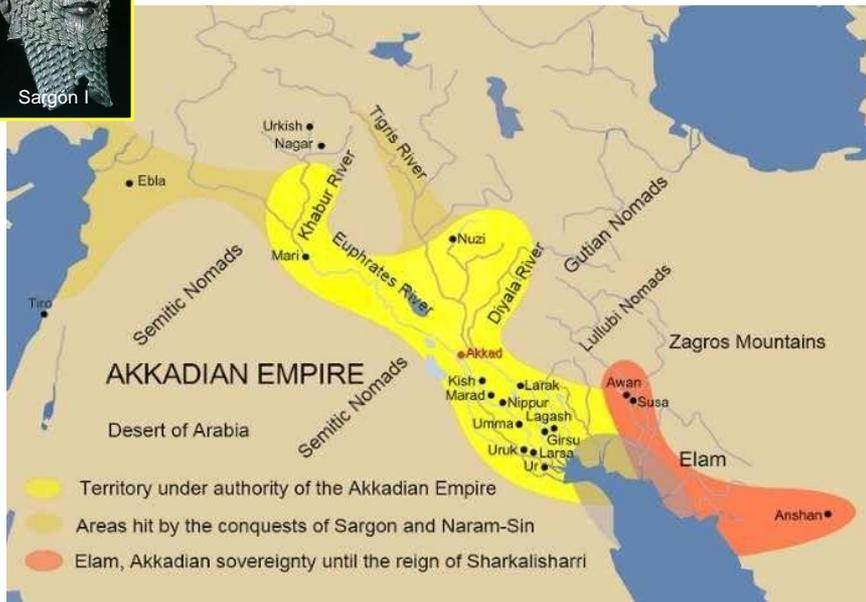 Sargón I
Urkish
Nagar
Tigris River
Ebla
Khabur River
Nuzi
Gutian Nomads
Mari
Euphrates River
Diyala River
Semitic Nomads
Tiro
Lullubi Nomads
Zagros Mountains
Akkad
AKKADIAN EMPIRE
Semitic Nomads
Kish
Larak
Awan
Marad
Nippur
Susa
Umma
Lagash
Girsu
Desert of Arabia
Uruk
Larsa
Ur
Elam
Territory under authority of the Akkadian Empire
Anshan
Areas hit by the conquests of Sargon and Naram-Sin
Elam, Akkadian sovereignty until the reign of Sharkalisharri